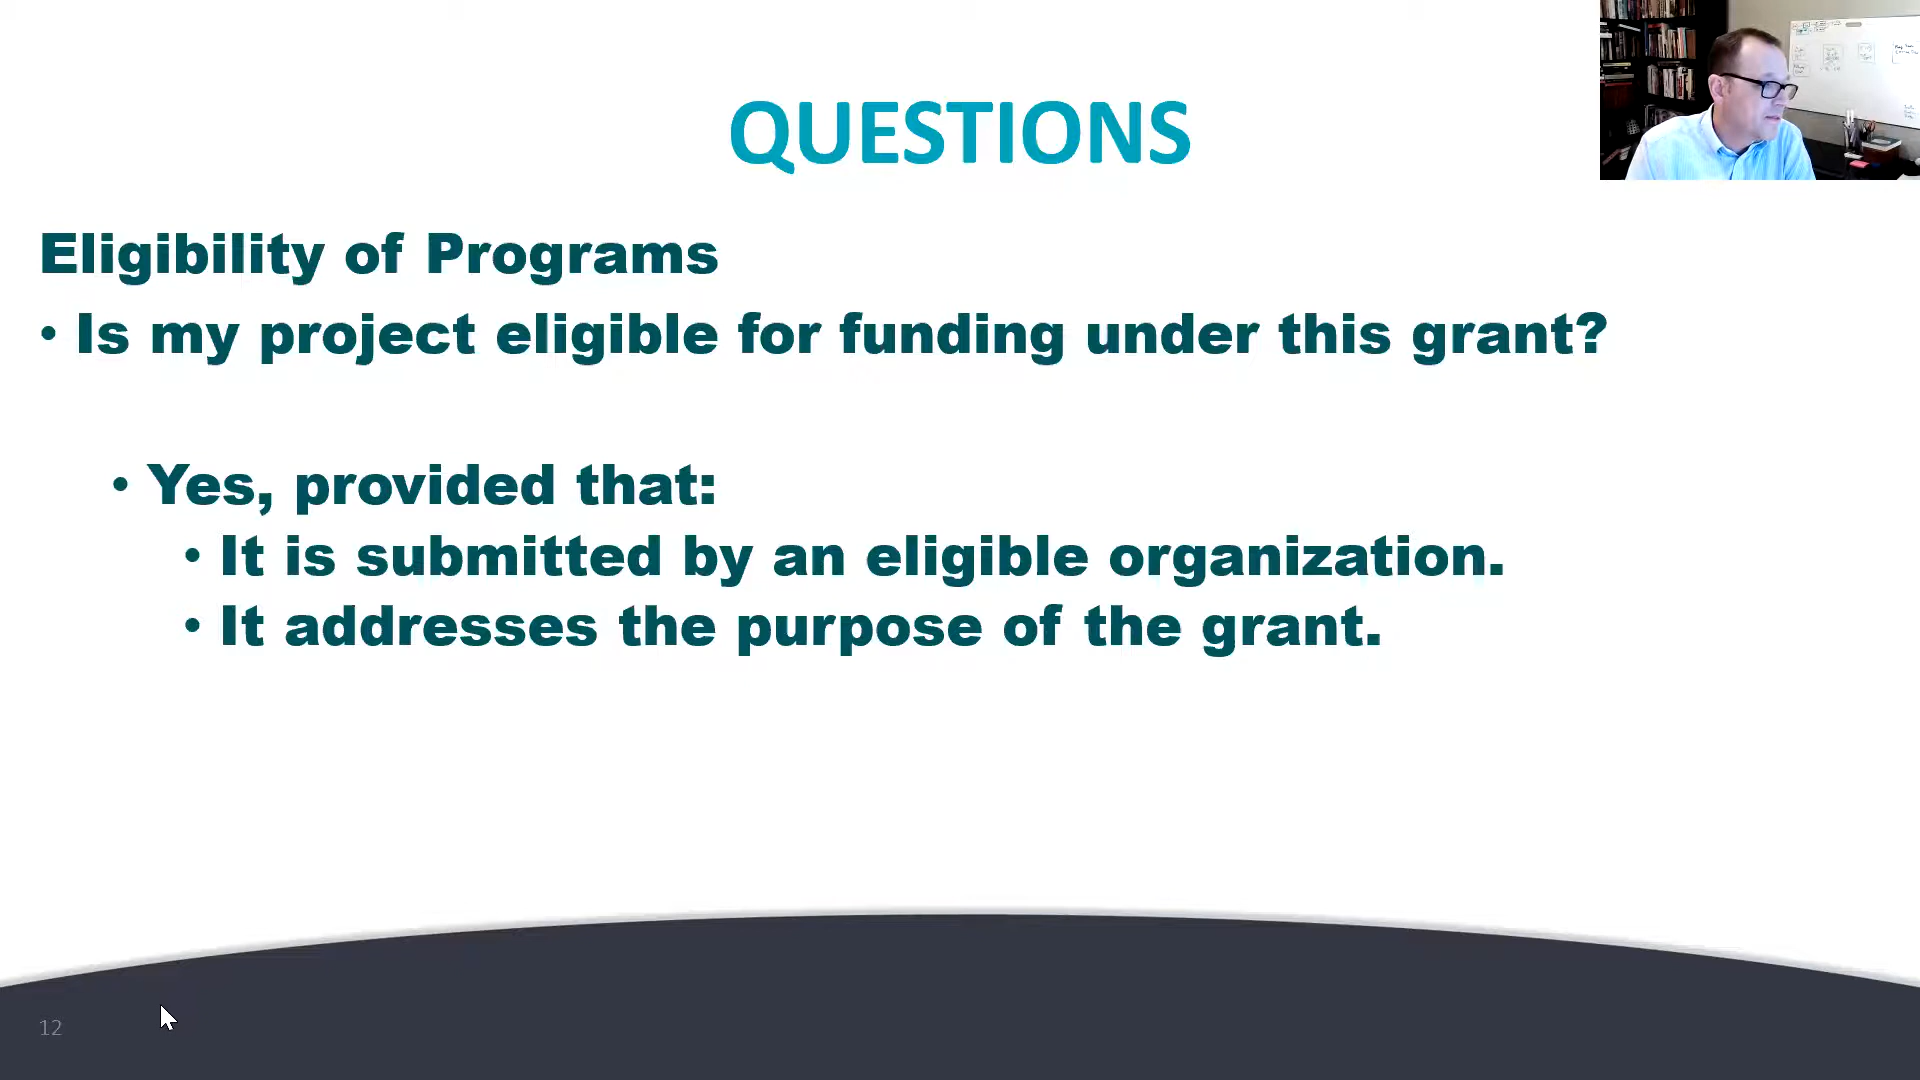 QUESTIONS
Eligibility of Programs
• Is my project eligible for funding under this grant?
• Yes, provided that:
• It is submitted by an eligible organization.
• It addresses the purpose of the grant.
12